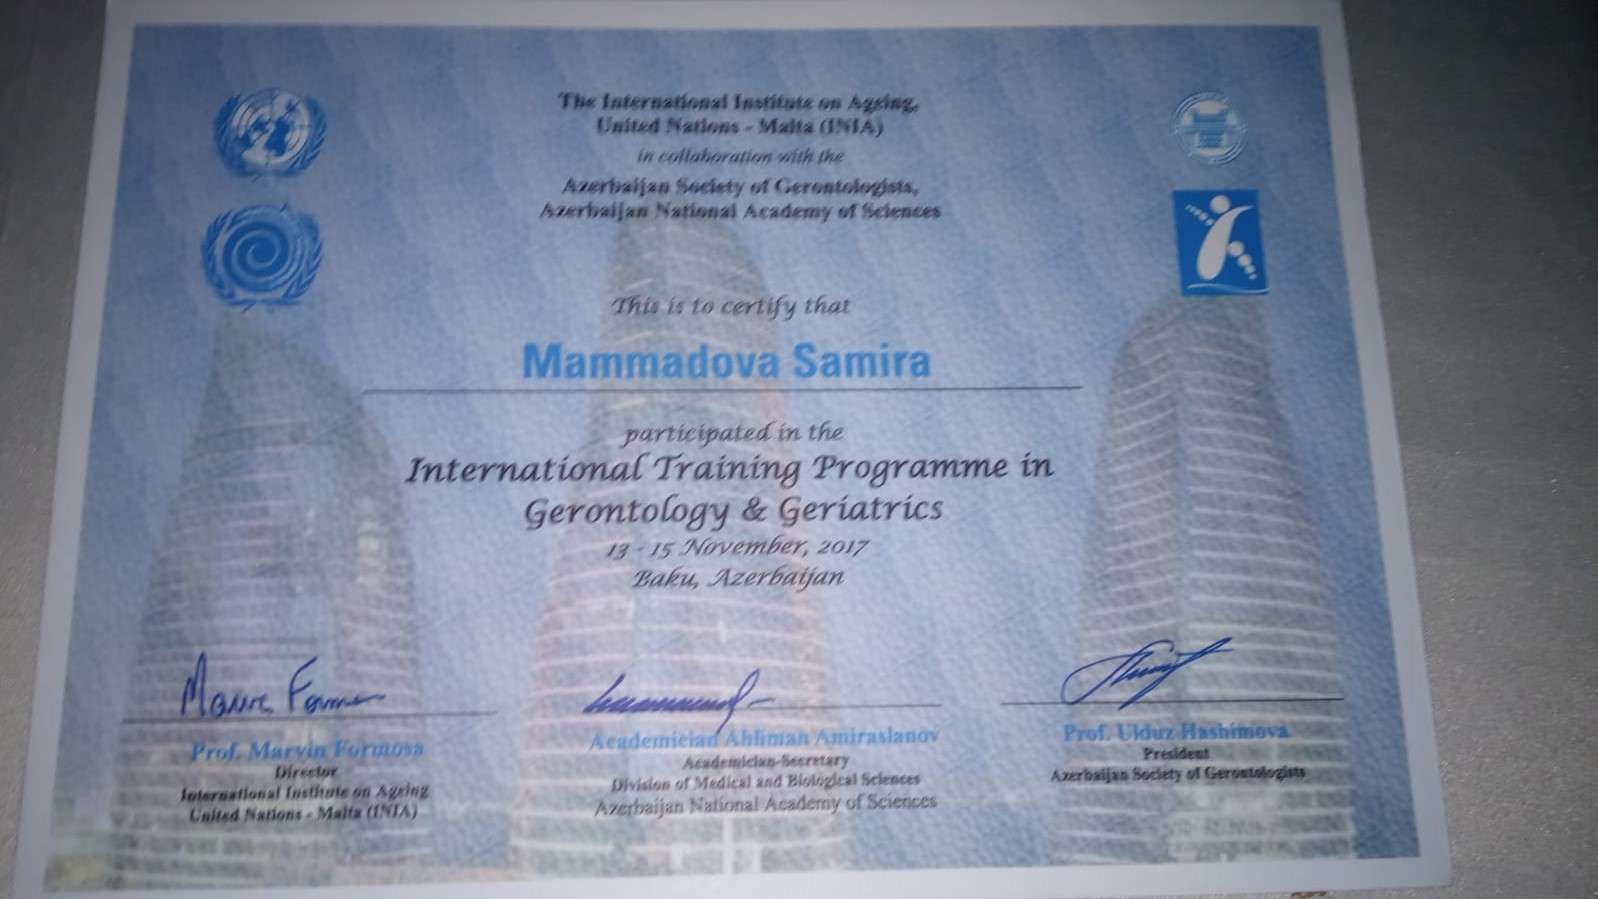 The International Institute on Ageing,
United Nations - Malta (INIA)
in collaboration with the
Azerbaijan Society of Gerontologists,
Azerbaijan National Academy of Sciences
This is to certify that
Mammadova Samira
participated in the
International Training Programme in
Gerontology & Geriatrics
13 - 15 November, 2017
Baku, Azerbaijan
Prof. Marvin Formosa
Director
International Institute on Ageing
United Nations - Malta (INIA)
Academician Ahliman Amiraslanov
Academician-Secretary
Division of Medical and Biological Sciences
Azerbaijan National Academy of Sciences
Prof. Ulduz Hashimova
President
Azerbaijan Society of Gerontologists